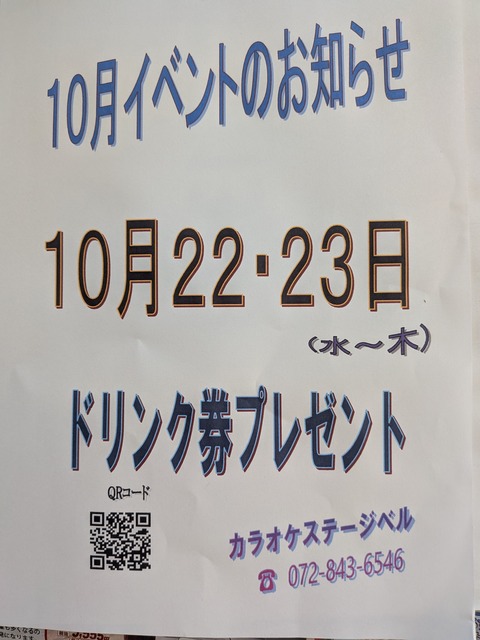 10月イベントのお知らせ
10月22・23日
(水～木)
ドリンク券プレゼント
QRコード
カラオケステージベル
☎ 072-843-6546